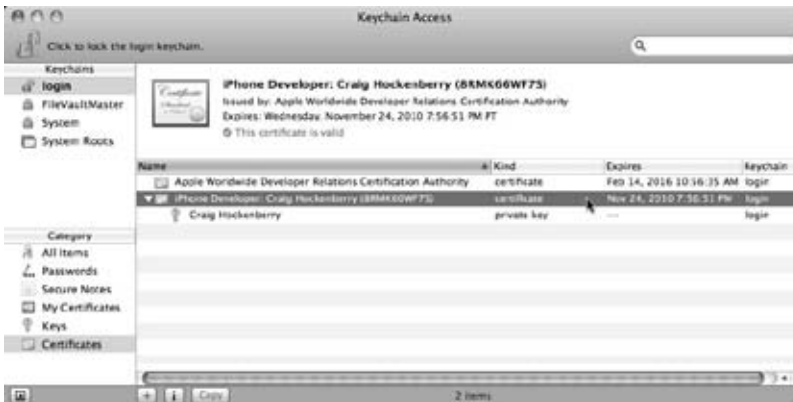 Keychain Access
Click to lock the login keychain.
Keychains
login
FileVaultMaster
System
System Roots
iPhone Developer: Craig Hockenberry
Issued by: Apple Worldwide Developer Relations Certification Authority
Expires: Wednesday, November 24, 2010 7:56:51 PM PT
This certificate is valid
Name Kind Expires Keychain
Apple Worldwide Developer Relations Certification Authority certificate Feb 14, 2016 10:56:35 AM login
iPhone Developer: Craig Hockenberry certificate Nov 24, 2010 7:56:51 PM login
Craig Hockenberry private key --- login
Category
All Items
Passwords
Secure Notes
My Certificates
Keys
Certificates
+ i Copy 2 items